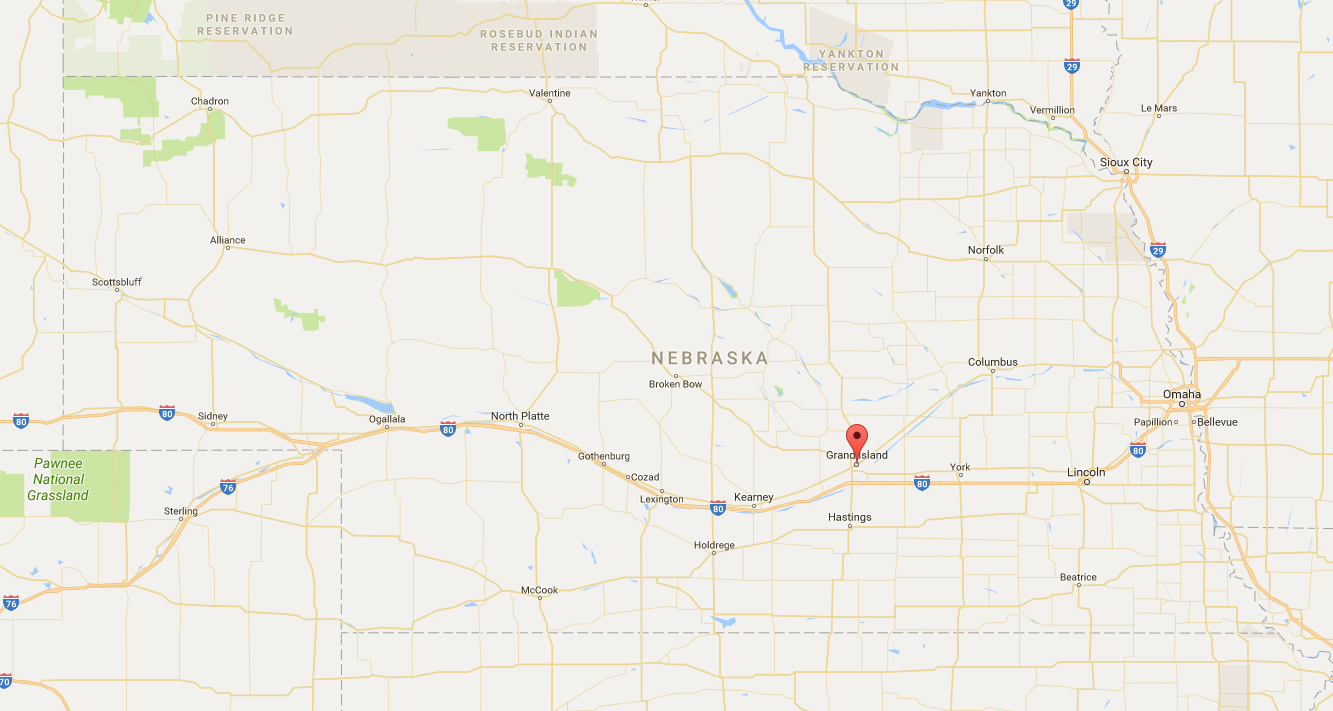 29
PINE RIDGE
RESERVATION
ROSEBUD INDIAN
RESERVATION
YANKTON
RESERVATION
29
Chadron
Valentine
Yankton
Vermillion
Le Mars
Sioux City
Alliance
Norfolk
29
Scottsbluff
NEBRASKA
Columbus
Broken Bow
Omaha
80
80
Sidney
Ogallala
80
North Platte
Papillion
Bellevue
80
Gothenburg
Grand Island
Pawnee
National
Grassland
76
Cozad
York
Lincoln
80
Lexington
Kearney
80
Sterling
Hastings
Holdrege
Beatrice
McCook
76
70